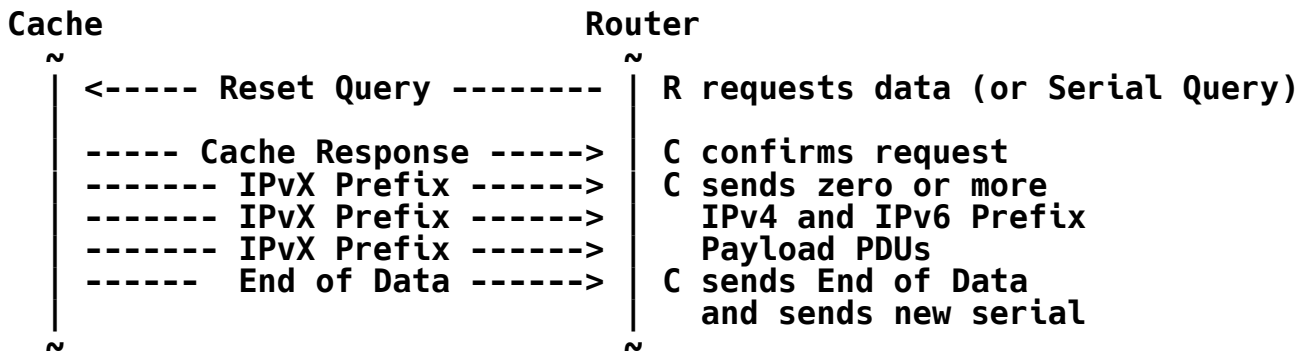 Cache                          Router
  ~                              ~
  | <----- Reset Query -------- | R requests data (or Serial Query)
  |                             |
  | ----- Cache Response -----> | C confirms request
  | ------- IPvX Prefix ------> | C sends zero or more
  | ------- IPvX Prefix ------> |   IPv4 and IPv6 Prefix
  | ------- IPvX Prefix ------> |   Payload PDUs
  | ------  End of Data ------> | C sends End of Data
  |                             |   and sends new serial
  ~                              ~